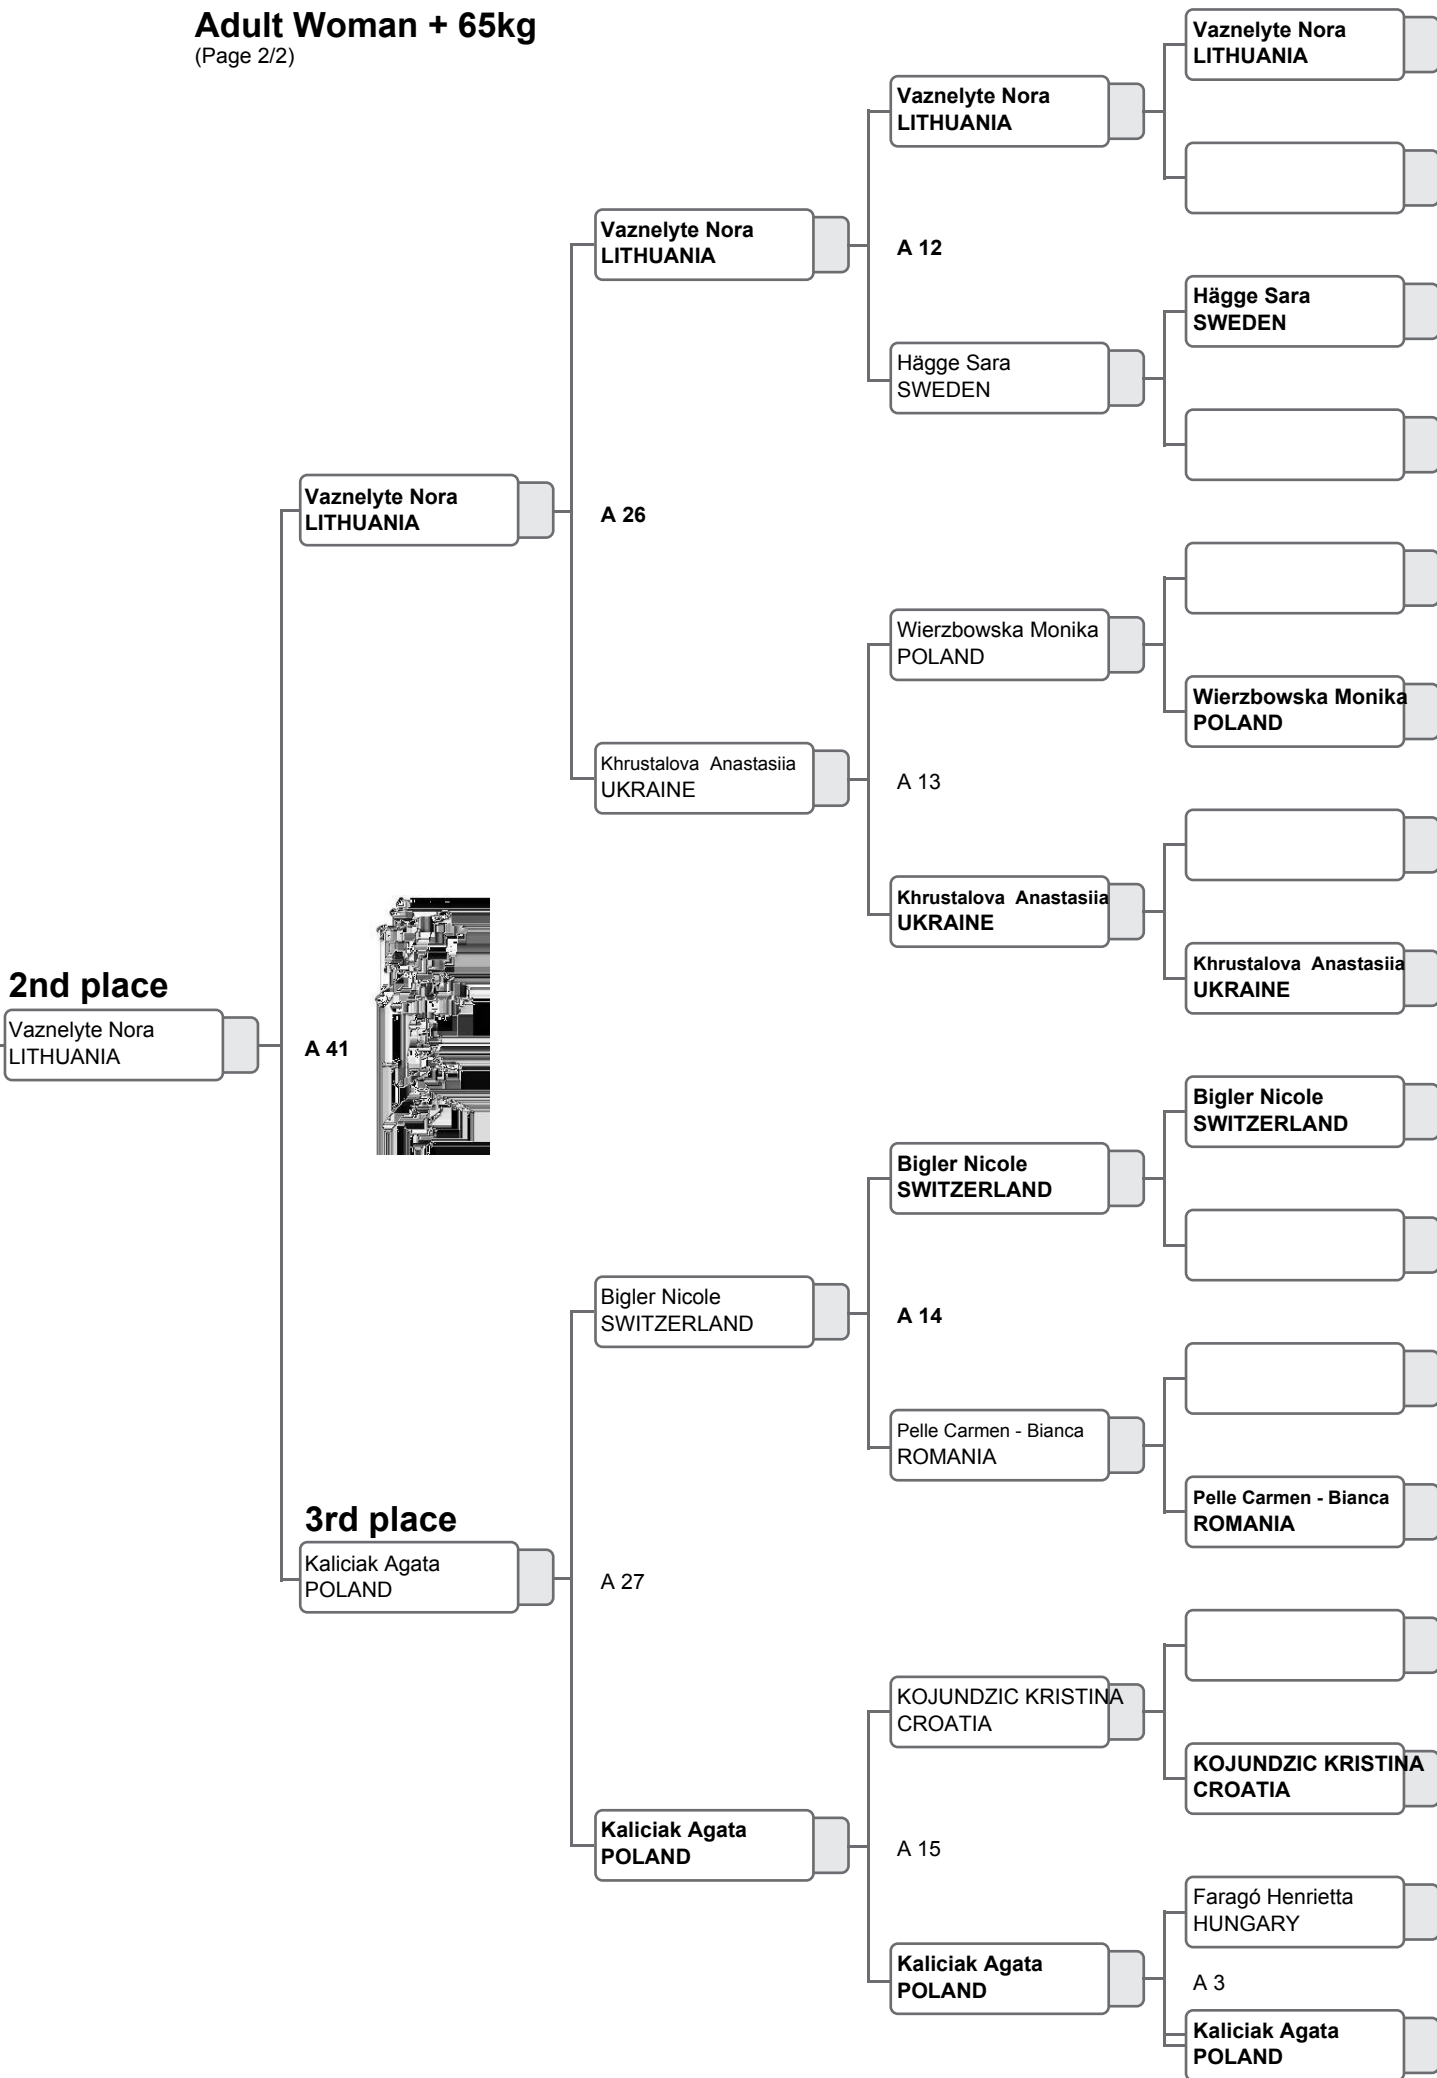 Adult Woman + 65kg
(Page 2/2)
Vaznelyte Nora
LITHUANIA
Vaznelyte Nora
LITHUANIA
Vaznelyte Nora
LITHUANIA
A 12
Hägge Sara
SWEDEN
Hägge Sara
SWEDEN
Vaznelyte Nora
LITHUANIA
A 26
Wierzbowska Monika
POLAND
Wierzbowska Monika
POLAND
Khrustalova Anastasiia
UKRAINE
A 13
Khrustalova Anastasiia
UKRAINE
Khrustalova Anastasiia
UKRAINE
2nd place
Vaznelyte Nora
LITHUANIA
A 41
Bigler Nicole
SWITZERLAND
Bigler Nicole
SWITZERLAND
Bigler Nicole
SWITZERLAND
A 14
Pelle Carmen - Bianca
ROMANIA
Pelle Carmen - Bianca
ROMANIA
3rd place
Kaliciak Agata
POLAND
A 27
KOJUNDZIC KRISTINA
CROATIA
KOJUNDZIC KRISTINA
CROATIA
Kaliciak Agata
POLAND
A 15
Faragó Henrietta
HUNGARY
Kaliciak Agata
POLAND
A 3
Kaliciak Agata
POLAND